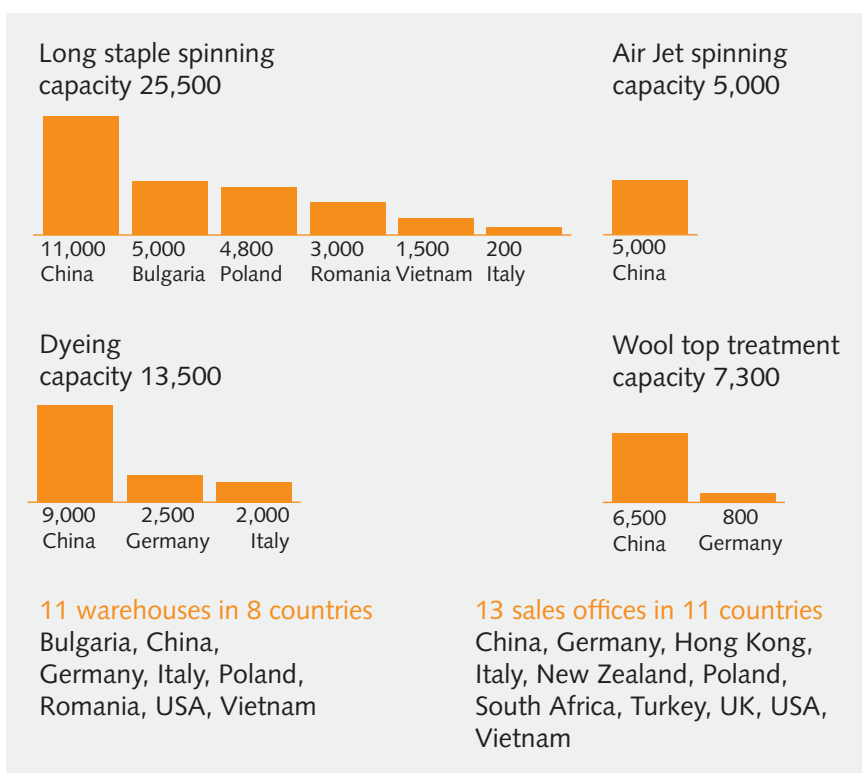 Long staple spinning
capacity 25,500
11,000 5,000 4,800 3,000 1,500 200
China Bulgaria Poland Romania Vietnam Italy
Air Jet spinning
capacity 5,000
5,000
China
Dyeing
capacity 13,500
9,000 2,500 2,000
China Germany Italy
Wool top treatment
capacity 7,300
6,500 800
China Germany
11 warehouses in 8 countries
Bulgaria, China,
Germany, Italy, Poland,
Romania, USA, Vietnam
13 sales offices in 11 countries
China, Germany, Hong Kong,
Italy, New Zealand, Poland,
South Africa, Turkey, UK, USA,
Vietnam